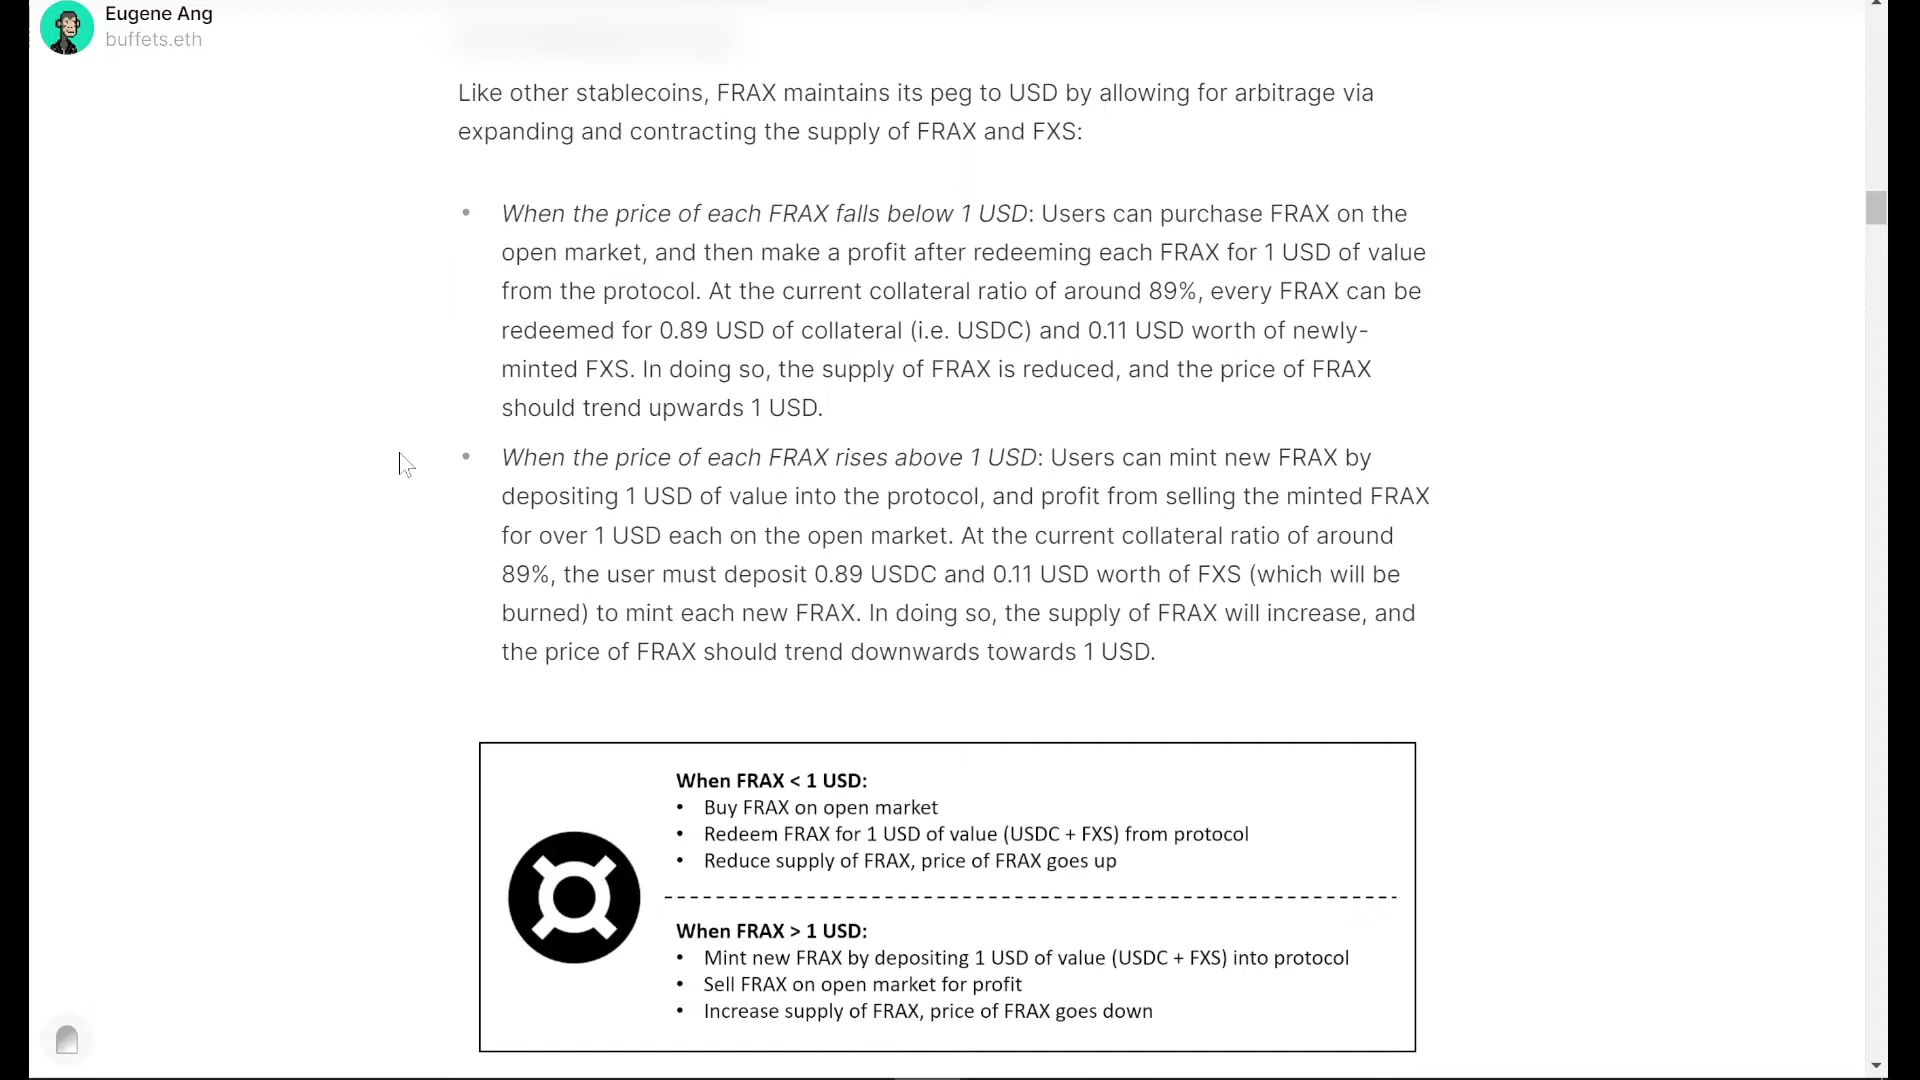 Eugene Ang
buffets.eth
Like other stablecoins, FRAX maintains its peg to USD by allowing for arbitrage via
expanding and contracting the supply of FRAX and FXS:
• When the price of each FRAX falls below 1 USD: Users can purchase FRAX on the
open market, and then make a profit after redeeming each FRAX for 1 USD of value
from the protocol. At the current collateral ratio of around 89%, every FRAX can be
redeemed for 0.89 USD of collateral (i.e. USDC) and 0.11 USD worth of newly-
minted FXS. In doing so, the supply of FRAX is reduced, and the price of FRAX
should trend upwards 1 USD.
• When the price of each FRAX rises above 1 USD: Users can mint new FRAX by
depositing 1 USD of value into the protocol, and profit from selling the minted FRAX
for over 1 USD each on the open market. At the current collateral ratio of around
89%, the user must deposit 0.89 USDC and 0.11 USD worth of FXS (which will be
burned) to mint each new FRAX. In doing so, the supply of FRAX will increase, and
the price of FRAX should trend downwards towards 1 USD.
When FRAX < 1 USD:
• Buy FRAX on open market
• Redeem FRAX for 1 USD of value (USDC + FXS) from protocol
• Reduce supply of FRAX, price of FRAX goes up
When FRAX > 1 USD:
• Mint new FRAX by depositing 1 USD of value (USDC + FXS) into protocol
• Sell FRAX on open market for profit
• Increase supply of FRAX, price of FRAX goes down